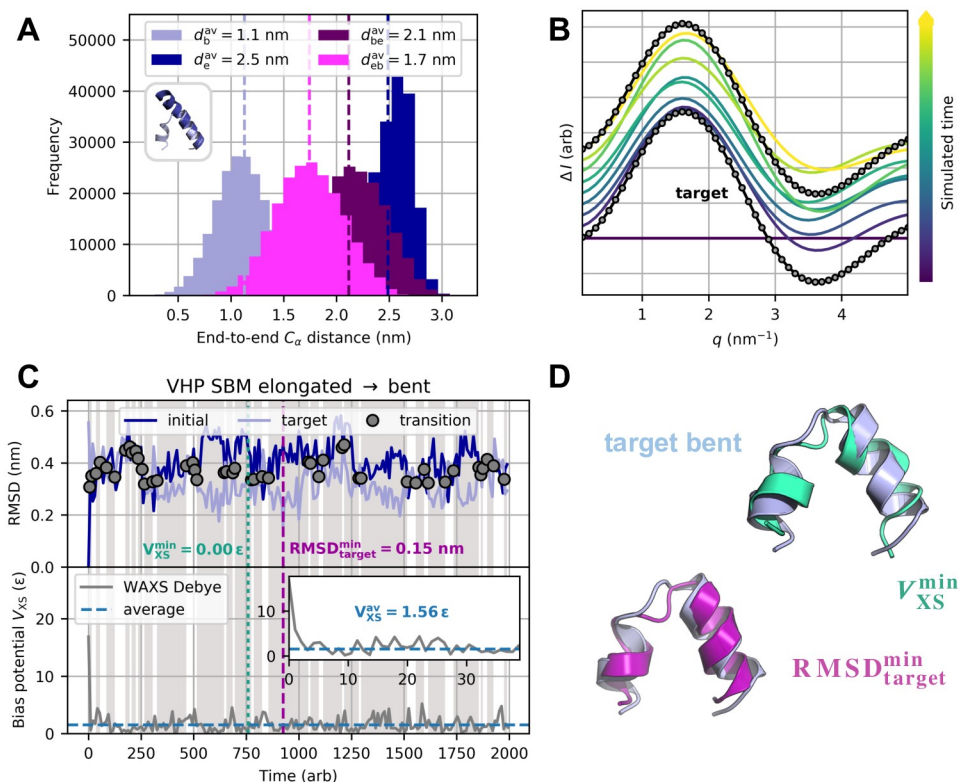 A
d_b^av = 1.1 nm
d_e^av = 2.5 nm
d_be^av = 2.1 nm
d_eb^av = 1.7 nm
Frequency
50000
40000
30000
20000
10000
0
0.5 1.0 1.5 2.0 2.5 3.0
End-to-end Cα distance (nm)
B
Δ I (arb)
target
1 2 3 4
q (nm⁻¹)
Simulated time
C
VHP SBM elongated → bent
initial target transition
RMSD (nm)
0.6
0.4
0.2
0.0
V_XS^min = 0.00 ε
RMSD_target^min = 0.15 nm
Bias potential V_XS (ε)
20
10
0
WAXS Debye
average
V_XS^av = 1.56 ε
10
0
0 10 20 30
0 250 500 750 1000 1250 1500 1750 2000
Time (arb)
D
target bent
V_XS^min
RMSD_target^min